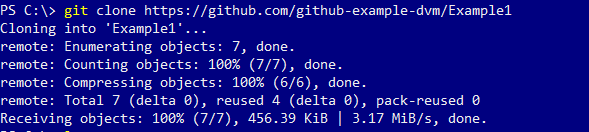 PS C:\> git clone https://github.com/github-example-dvm/Example1
Cloning into 'Example1'...
remote: Enumerating objects: 7, done.
remote: Counting objects: 100% (7/7), done.
remote: Compressing objects: 100% (6/6), done.
remote: Total 7 (delta 0), reused 4 (delta 0), pack-reused 0
Receiving objects: 100% (7/7), 456.39 KiB | 3.17 MiB/s, done.